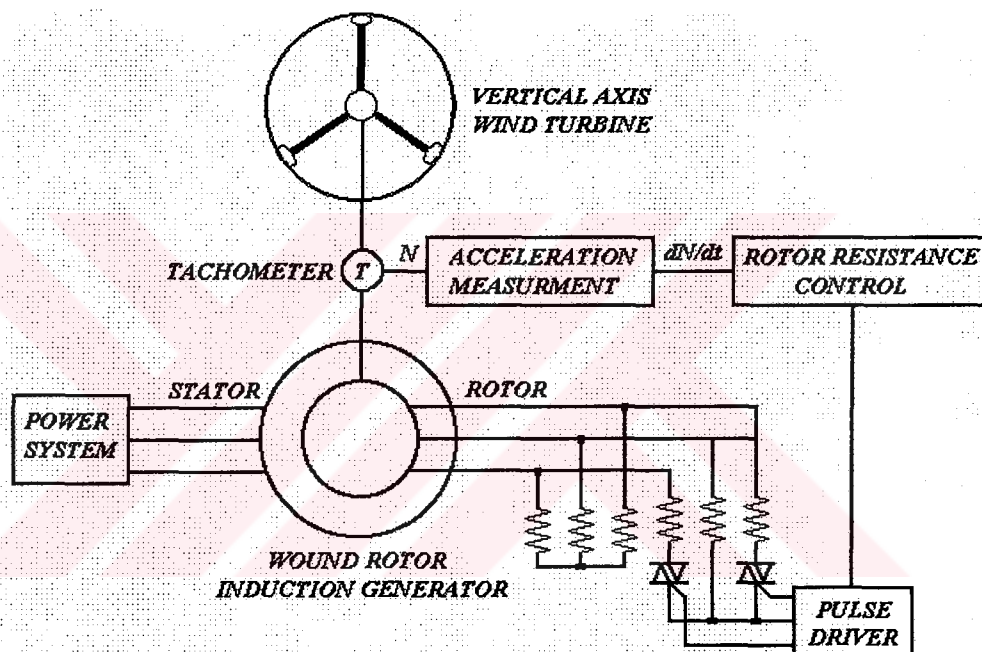 VERTICAL AXIS
WIND TURBINE
TACHOMETER
T
N
ACCELERATION
MEASURMENT
dN/dt
ROTOR RESISTANCE
CONTROL
STATOR
ROTOR
POWER
SYSTEM
WOUND ROTOR
INDUCTION GENERATOR
PULSE
DRIVER